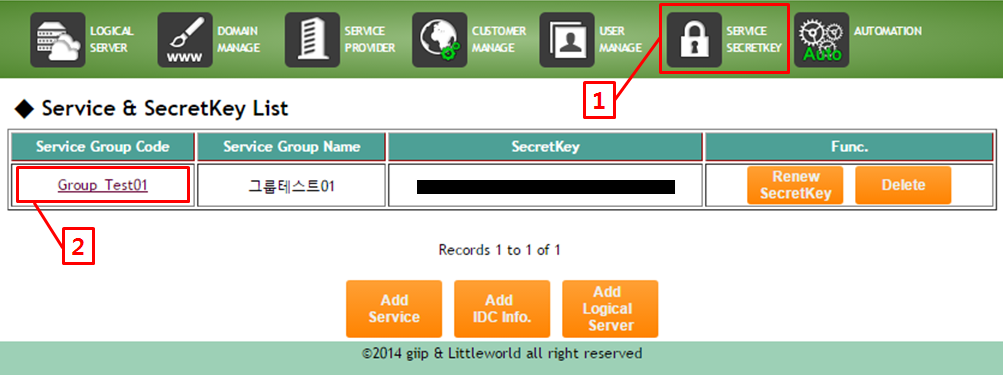 LOGICAL SERVER
www
DOMAIN MANAGE
SERVICE PROVIDER
CUSTOMER MANAGE
USER MANAGE
SERVICE SECRETKEY
Auto
AUTOMATION
1
◆ Service & SecretKey List
Service Group Code Service Group Name SecretKey Func.
Group_Test01 그룹테스트01 Renew SecretKey Delete
2
Records 1 to 1 of 1
Add Service
Add IDC Info.
Add Logical Server
©2014 giip & Littleworld all right reserved